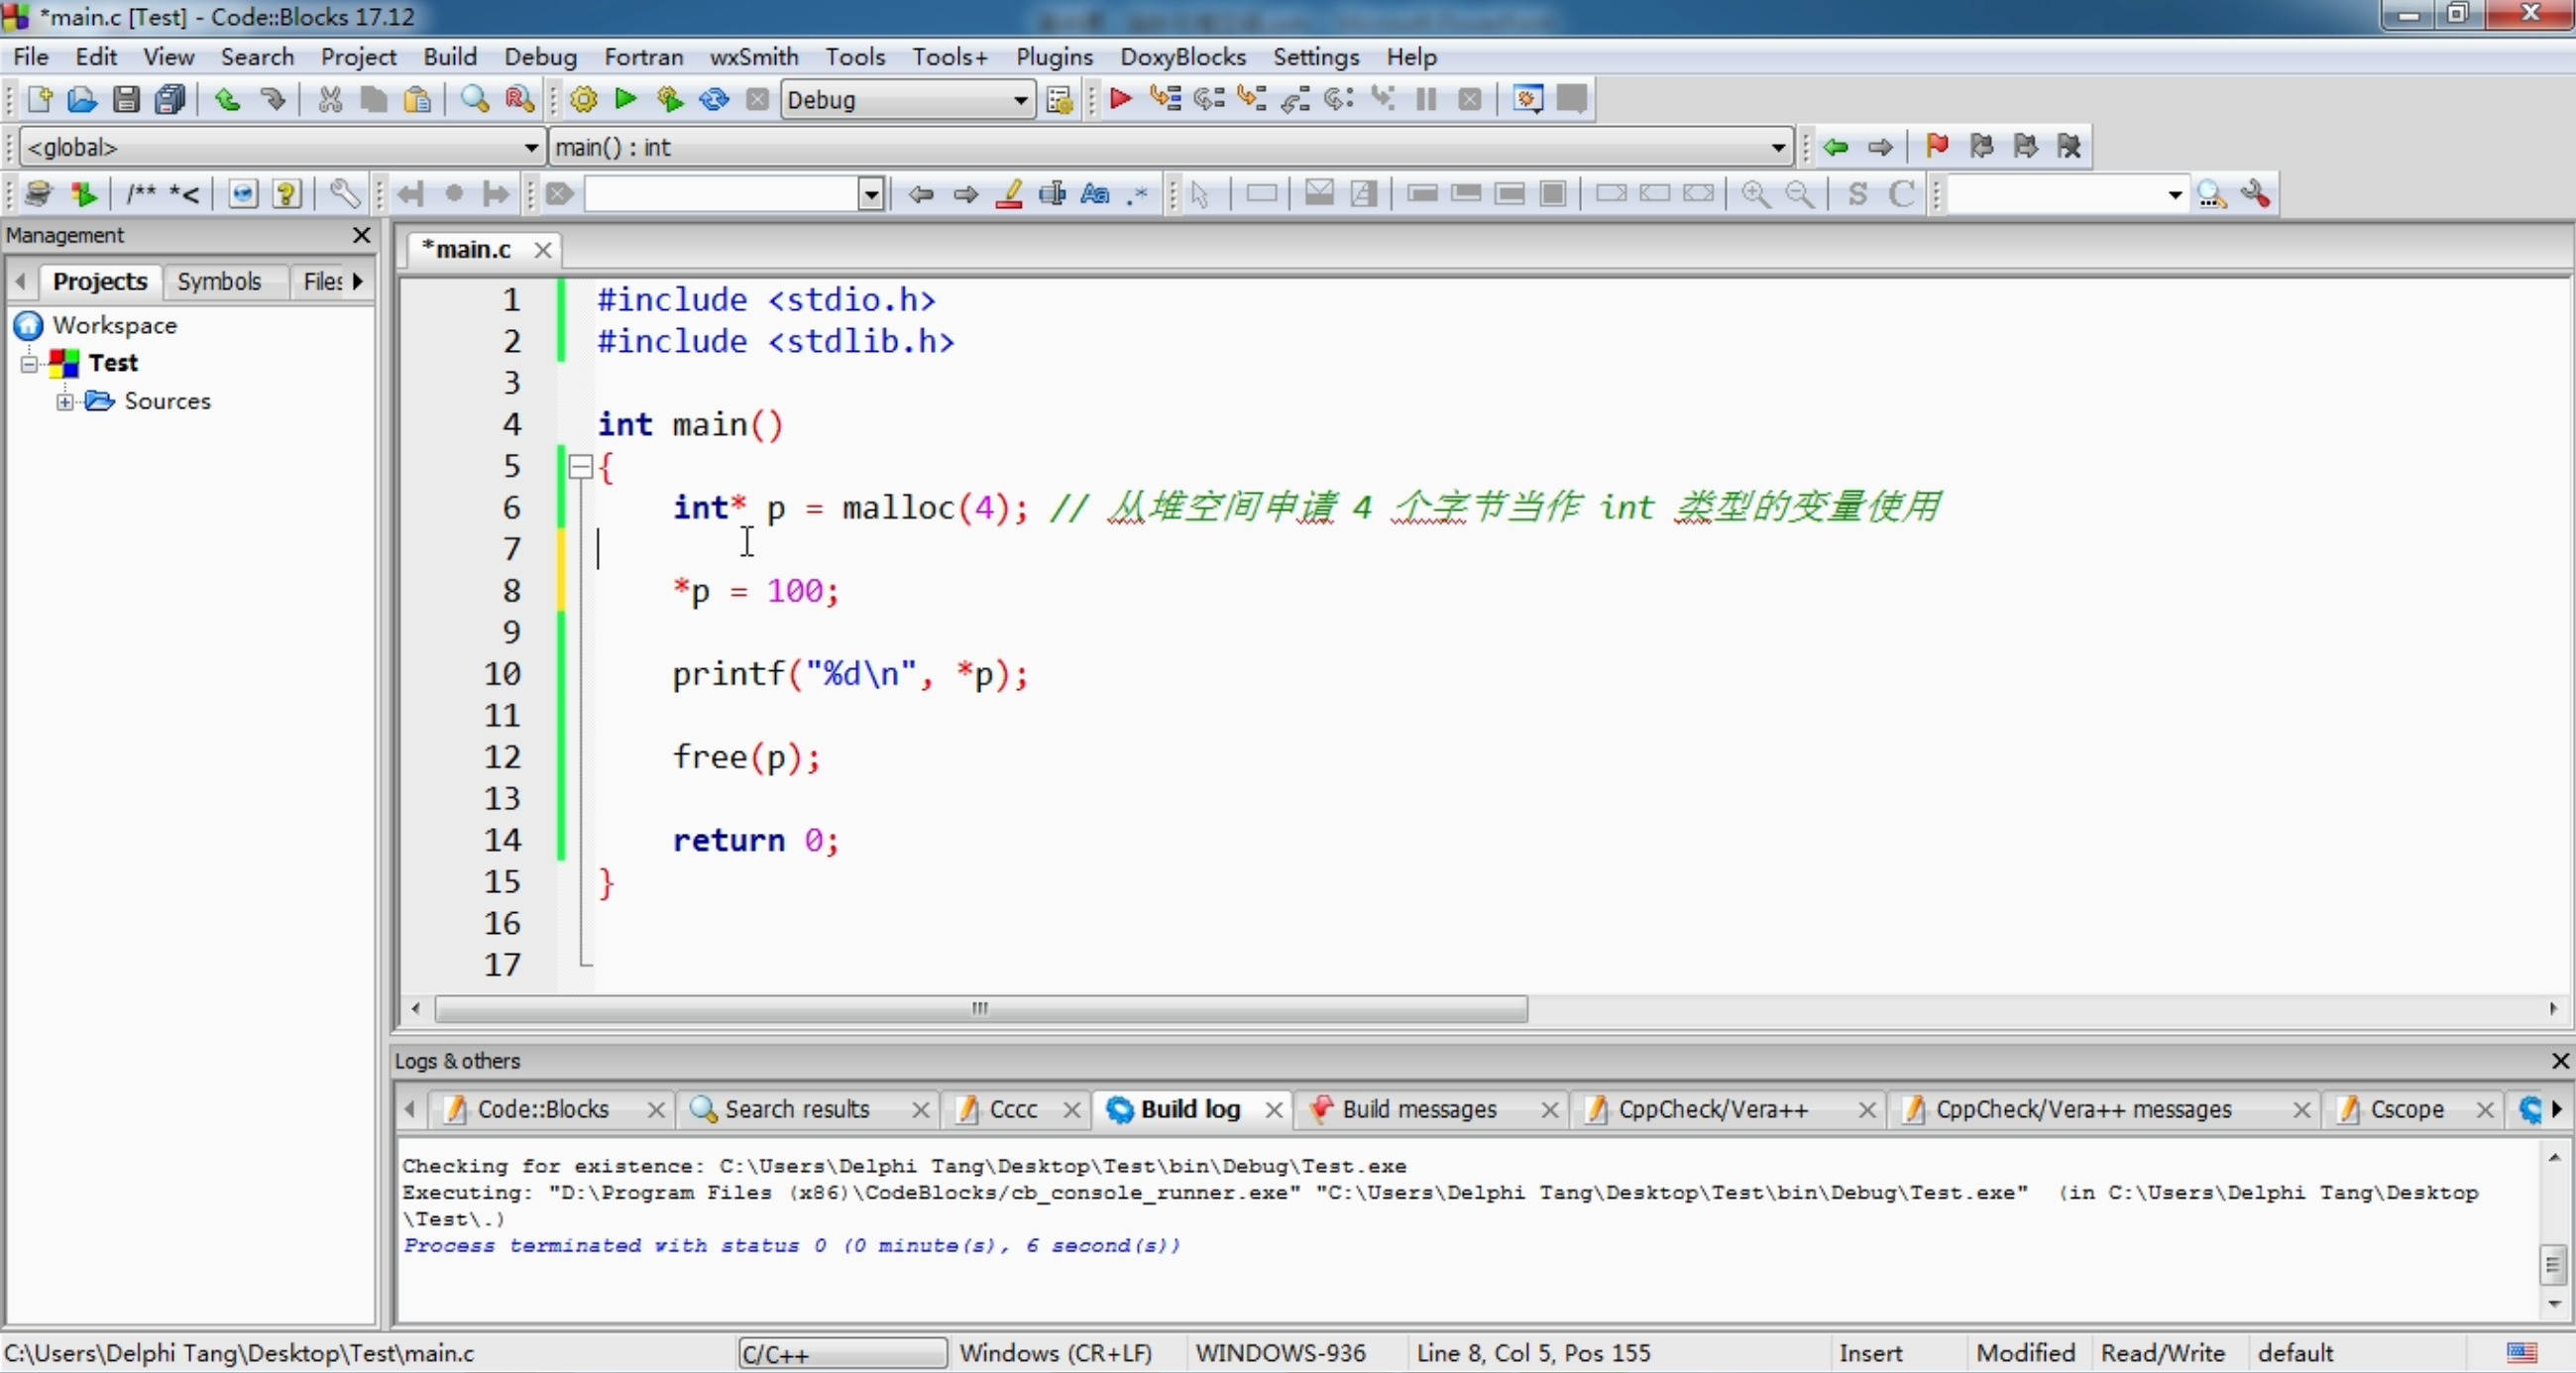 *main.c [Test] - Code::Blocks 17.12
File Edit View Search Project Build Debug Fortran wxSmith Tools Tools+ Plugins DoxyBlocks Settings Help
Debug
<global> main() : int
/** *<
Management
*main.c
Projects Symbols Files
Workspace
Test
Sources
1 #include <stdio.h>
2 #include <stdlib.h>
3
4 int main()
5 {
6 int* p = malloc(4); // 从堆空间申请 4 个字节当作 int 类型的变量使用
7
8 *p = 100;
9
10 printf("%d\n", *p);
11
12 free(p);
13
14 return 0;
15 }
16
17
Logs & others
Code::Blocks Search results Cccc Build log Build messages CppCheck/Vera++ CppCheck/Vera++ messages Cscope
Checking for existence: C:\Users\Delphi Tang\Desktop\Test\bin\Debug\Test.exe
Executing: "D:\Program Files (x86)\CodeBlocks/cb_console_runner.exe" "C:\Users\Delphi Tang\Desktop\Test\bin\Debug\Test.exe"  (in C:\Users\Delphi Tang\Desktop
\Test\.)
Process terminated with status 0 (0 minute(s), 6 second(s))
C:\Users\Delphi Tang\Desktop\Test\main.c C/C++ Windows (CR+LF) WINDOWS-936 Line 8, Col 5, Pos 155 Insert Modified Read/Write default